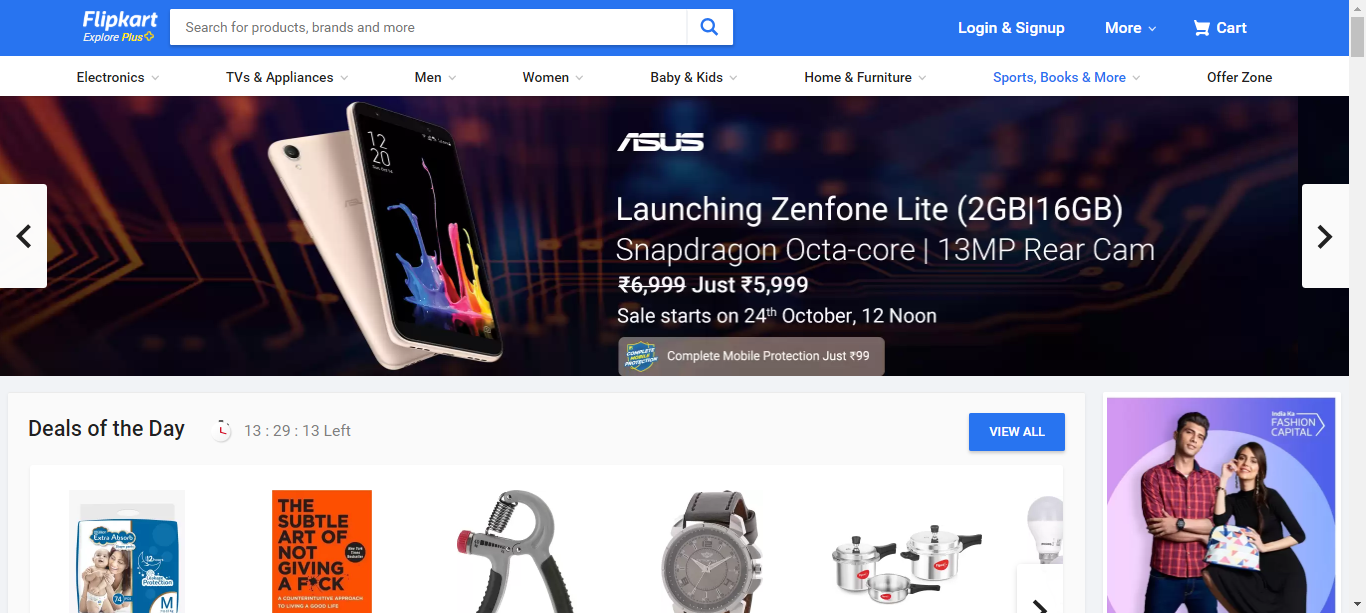 Flipkart
Explore Plus
Search for products, brands and more
Login & Signup
More
Cart
Electronics
TVs & Appliances
Men
Women
Baby & Kids
Home & Furniture
Sports, Books & More
Offer Zone
12
20
ASUS
Launching Zenfone Lite (2GB|16GB)
Snapdragon Octa-core | 13MP Rear Cam
₹6,999 Just ₹5,999
Sale starts on 24th October, 12 Noon
COMPLETE
MOBILE
PROTECTION
Complete Mobile Protection Just ₹99
Deals of the Day
13 : 29 : 13 Left
VIEW ALL
India Ka
FASHION
CAPITAL
Extra Absorb
12
Protection
74
M
THE
SUBTLE
ART OF
NOT
GIVING
A F*CK
A COUNTERINTUITIVE APPROACH
TO LIVING A GOOD LIFE